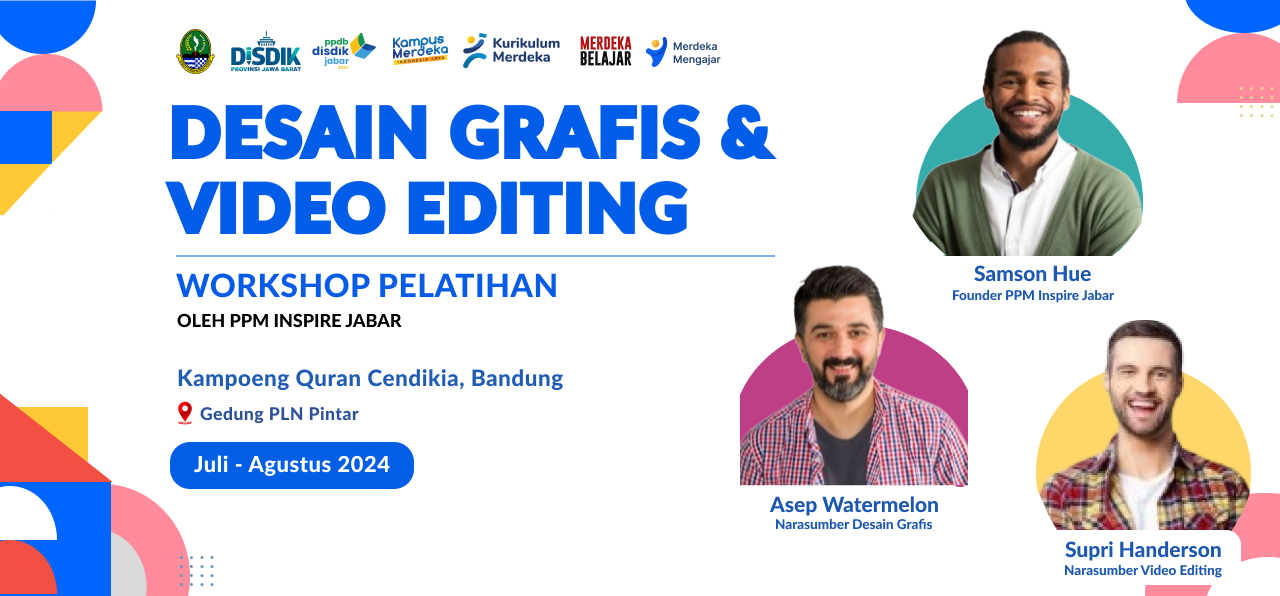 DiSDIK
PROVINSI JAWA BARAT
ppdb
disdik
jabar
Kampus
Merdeka
INDONESIA JAYA
Kurikulum
Merdeka
MERDEKA
BELAJAR
Merdeka
Mengajar
DESAIN GRAFIS &
VIDEO EDITING
WORKSHOP PELATIHAN
OLEH PPM INSPIRE JABAR
Kampoeng Quran Cendikia, Bandung
Gedung PLN Pintar
Juli - Agustus 2024
Samson Hue
Founder PPM Inspire Jabar
Asep Watermelon
Narasumber Desain Grafis
Supri Handerson
Narasumber Video Editing